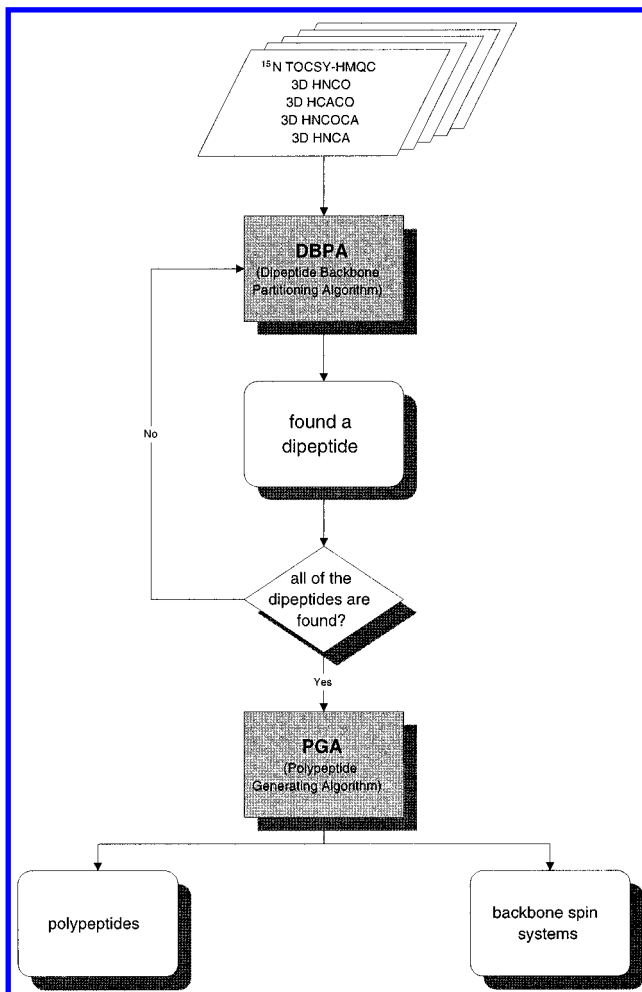 ¹⁵N TOCSY-HMQC
3D HNCO
3D HCACO
3D HNCOCA
3D HNCA
DBPA
(Dipeptide Backbone
Partitioning Algorithm)
found a
dipeptide
No
all of the
dipeptides are
found?
Yes
PGA
(Polypeptide
Generating Algorithm)
polypeptides
backbone spin
systems